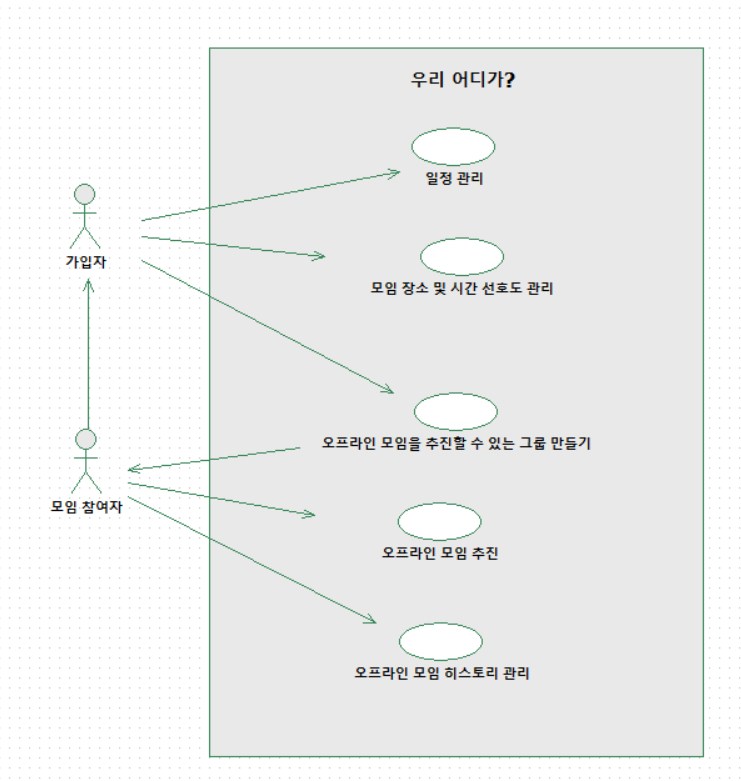 우리 어디가?
일정 관리
가입자
모임 장소 및 시간 선호도 관리
오프라인 모임을 추진할 수 있는 그룹 만들기
모임 참여자
오프라인 모임 추진
오프라인 모임 히스토리 관리